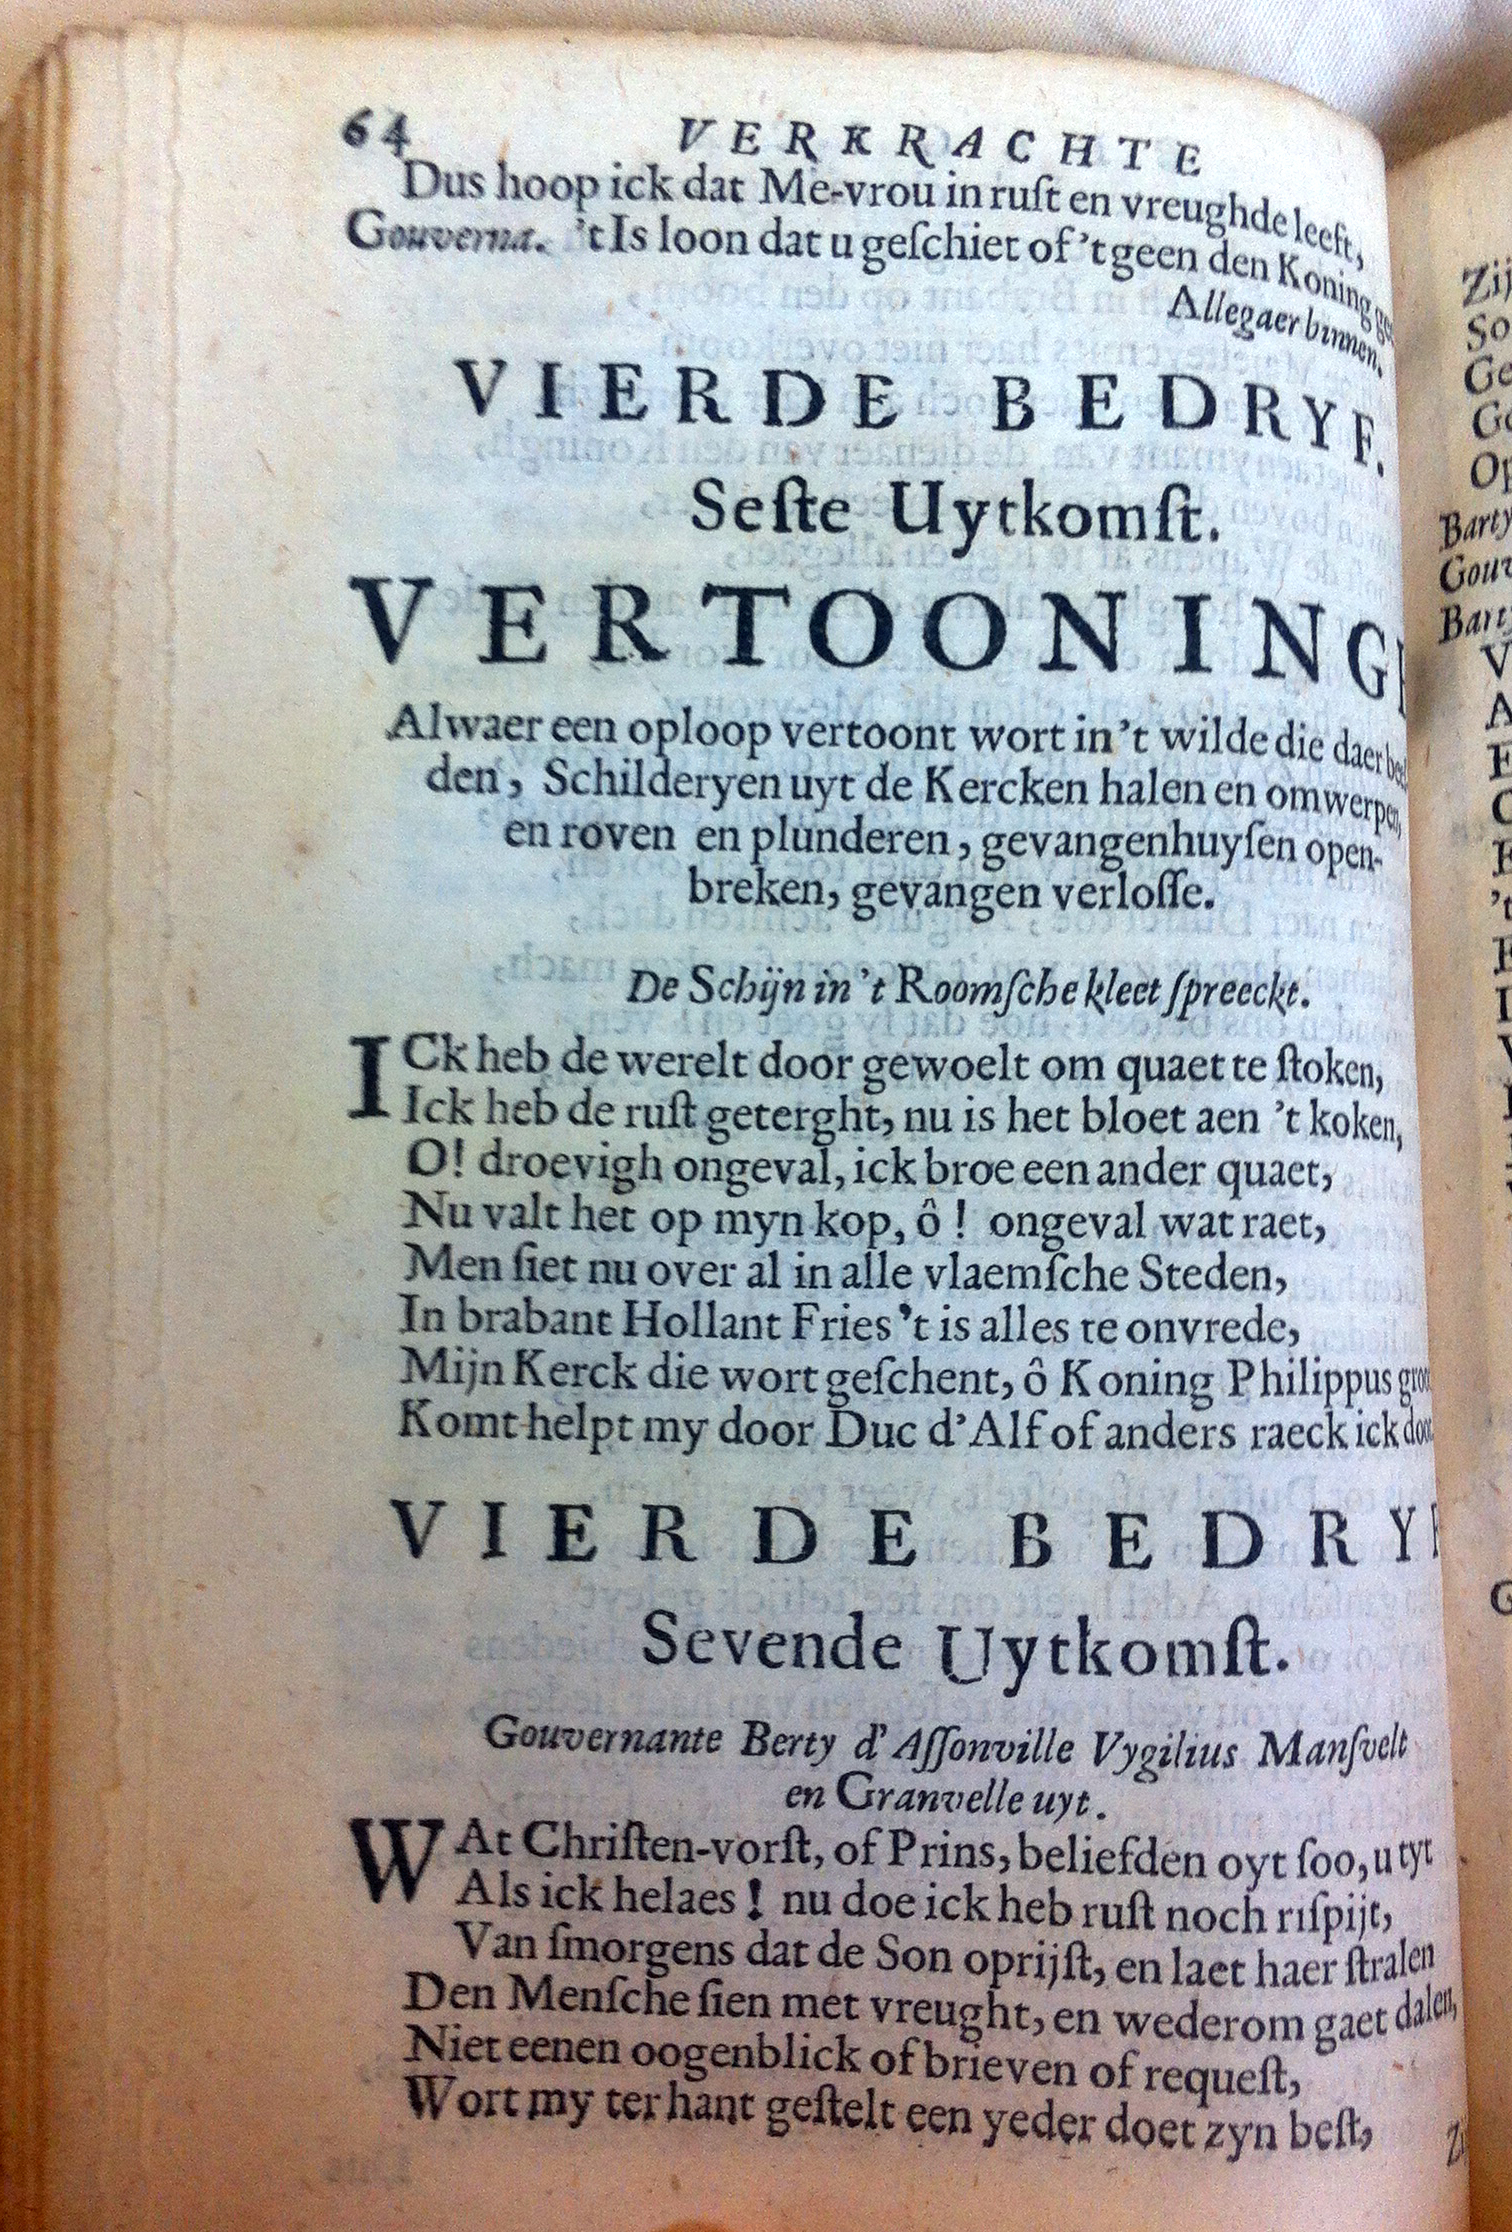 64 VERKRACHTE
Dus hoop ick dat Me-vrou in ruſt en vreughde leeft,
Gouverna. 't Is loon dat u geſchiet of 't geen den Koning
Allegaer binnen.
VIERDE BEDRYF.
Seſte Uytkomſt.
VERTOONING
Alwaer een oploop vertoont wort in 't wilde die daer
den, Schilderyen uyt de Kercken halen en omwerpen,
en roven en plunderen, gevangenhuyſen open-
breken, gevangen verloſſe.
De Schijn in 't Roomſche kleet ſpreeckt.
ICk heb de werelt door gewoelt om quaet te ſtoken,
Ick heb de ruſt geterght, nu is het bloet aen 't koken,
O! droevigh ongeval, ick broe een ander quaet,
Nu valt het op myn kop, ô! ongeval wat raet,
Men ſiet nu over al in alle vlaemſche Steden,
In brabant Hollant Fries 't is alles te onvrede,
Mijn Kerck die wort geſchent, ô Koning Philippus
Komt helpt my door Duc d'Alf of anders raeck ick
VIERDE BEDRY
Sevende Uytkomſt.
Gouvernante Berty d'Aſſonville Vygilius Manſvelt
en Granvelle uyt.
WAt Chriſten-vorſt, of Prins, beliefden oyt ſoo, u tyt
Als ick helaes! nu doe ick heb ruſt noch riſpijt,
Van ſmorgens dat de Son oprijſt, en laet haer ſtralen
Den Menſche ſien met vreught, en wederom gaet dalen,
Niet eenen oogenblick of brieven of requeſt,
Wort my ter hant geſtelt een yeder doet zyn beſt,
Zij
So
Ge
Op
Barty
Gouv
Bart